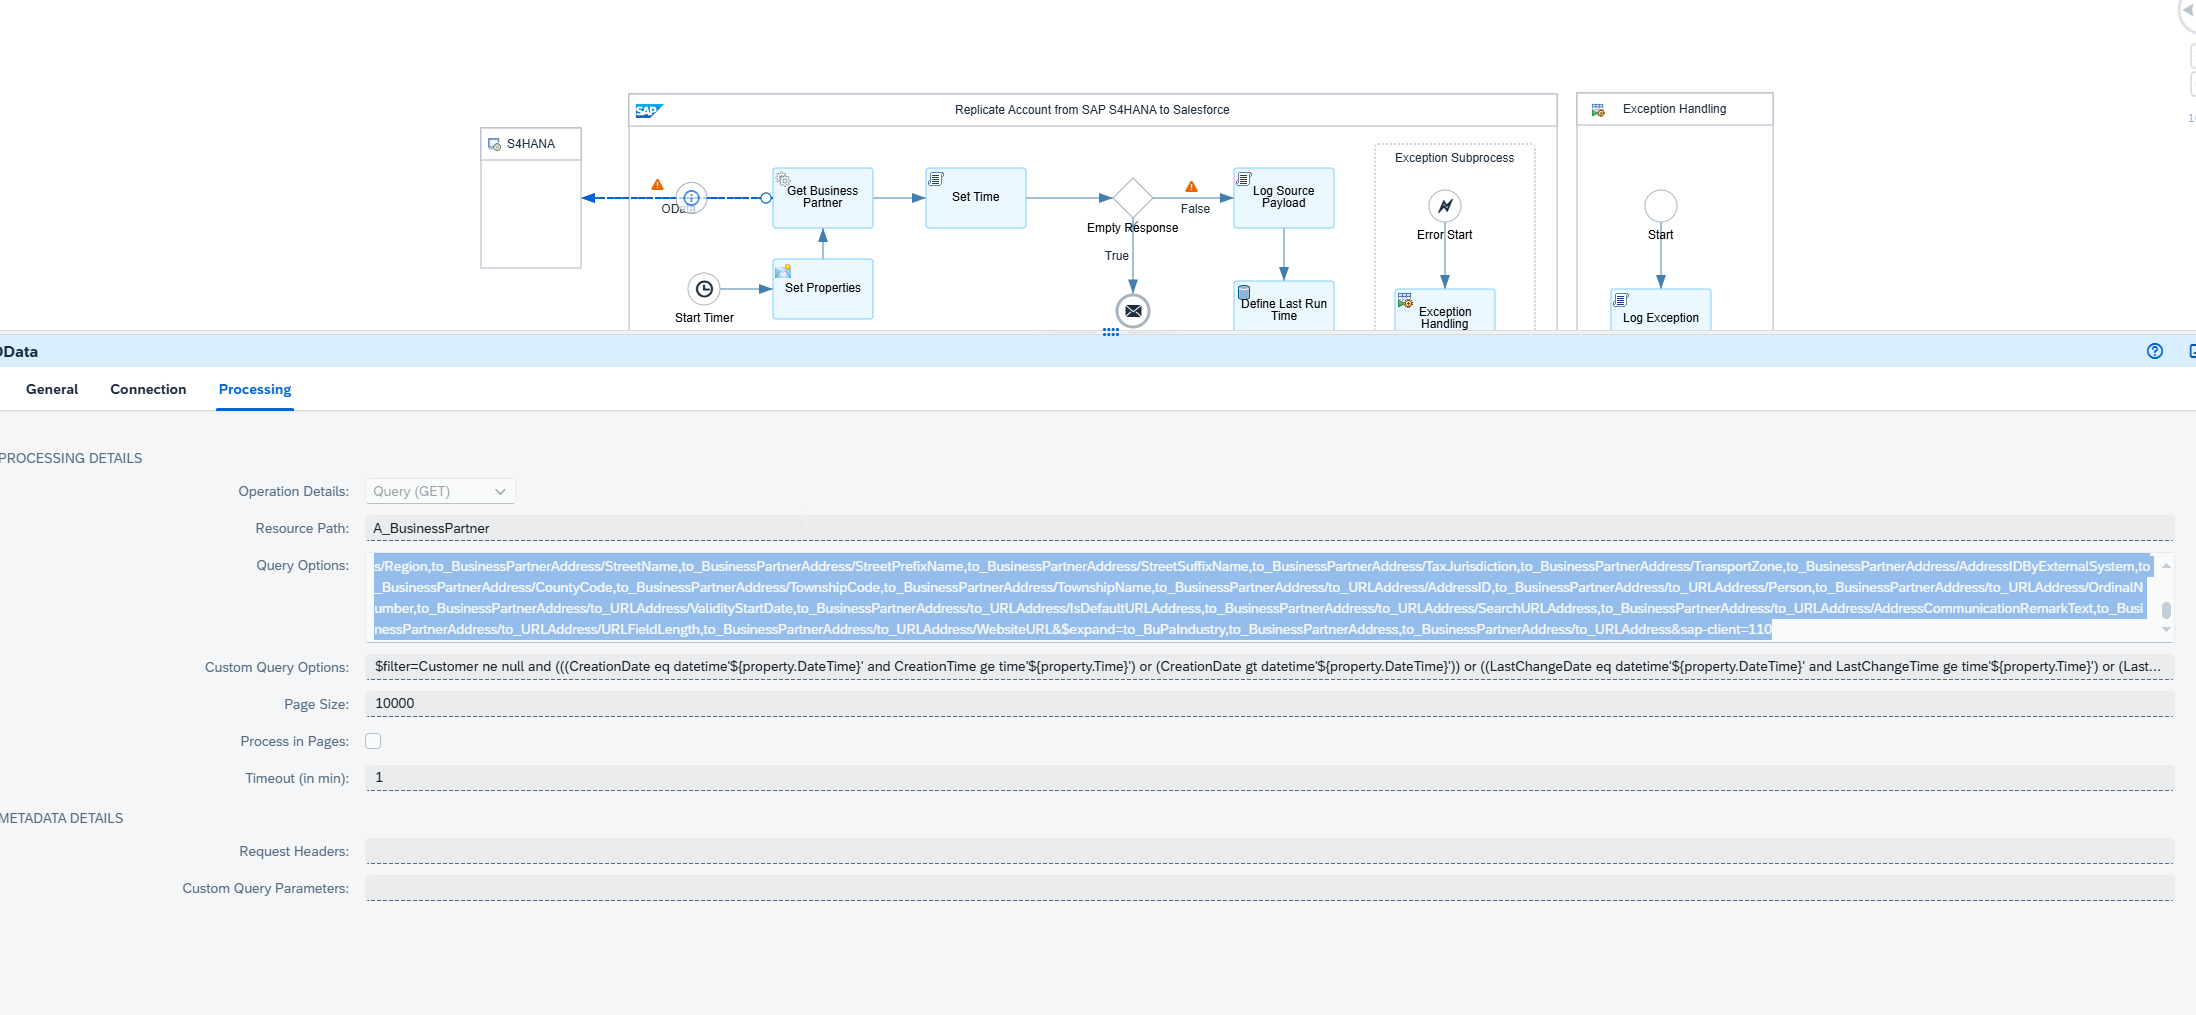 SAP
Replicate Account from SAP S4HANA to Salesforce
Exception Handling
S4HANA
Exception Subprocess
Get Business
Partner
Set Time
Log Source
Payload
OData
False
Empty Response
Error Start
Start
True
Set Properties
Define Last Run
Time
Exception
Handling
Log Exception
Start Timer
OData
General
Connection
Processing
PROCESSING DETAILS
Operation Details:
Query (GET)
Resource Path:
A_BusinessPartner
Query Options:
s/Region,to_BusinessPartnerAddress/StreetName,to_BusinessPartnerAddress/StreetPrefixName,to_BusinessPartnerAddress/StreetSuffixName,to_BusinessPartnerAddress/TaxJurisdiction,to_BusinessPartnerAddress/TransportZone,to_BusinessPartnerAddress/AddressIDByExternalSystem,to
_BusinessPartnerAddress/CountyCode,to_BusinessPartnerAddress/TownshipCode,to_BusinessPartnerAddress/TownshipName,to_BusinessPartnerAddress/to_URLAddress/AddressID,to_BusinessPartnerAddress/to_URLAddress/Person,to_BusinessPartnerAddress/to_URLAddress/OrdinalN
umber,to_BusinessPartnerAddress/to_URLAddress/ValidityStartDate,to_BusinessPartnerAddress/to_URLAddress/IsDefaultURLAddress,to_BusinessPartnerAddress/to_URLAddress/SearchURLAddress,to_BusinessPartnerAddress/to_URLAddress/AddressCommunicationRemarkText,to_Busi
nessPartnerAddress/to_URLAddress/URLFieldLength,to_BusinessPartnerAddress/to_URLAddress/WebsiteURL&$expand=to_BuPaIndustry,to_BusinessPartnerAddress,to_BusinessPartnerAddress/to_URLAddress&sap-client=110
Custom Query Options:
$filter=Customer ne null and (((CreationDate eq datetime'${property.DateTime}' and CreationTime ge time'${property.Time}') or (CreationDate gt datetime'${property.DateTime}')) or ((LastChangeDate eq datetime'${property.DateTime}' and LastChangeTime ge time'${property.Time}') or (Last...
Page Size:
10000
Process in Pages:
Timeout (in min):
1
METADATA DETAILS
Request Headers:
Custom Query Parameters: